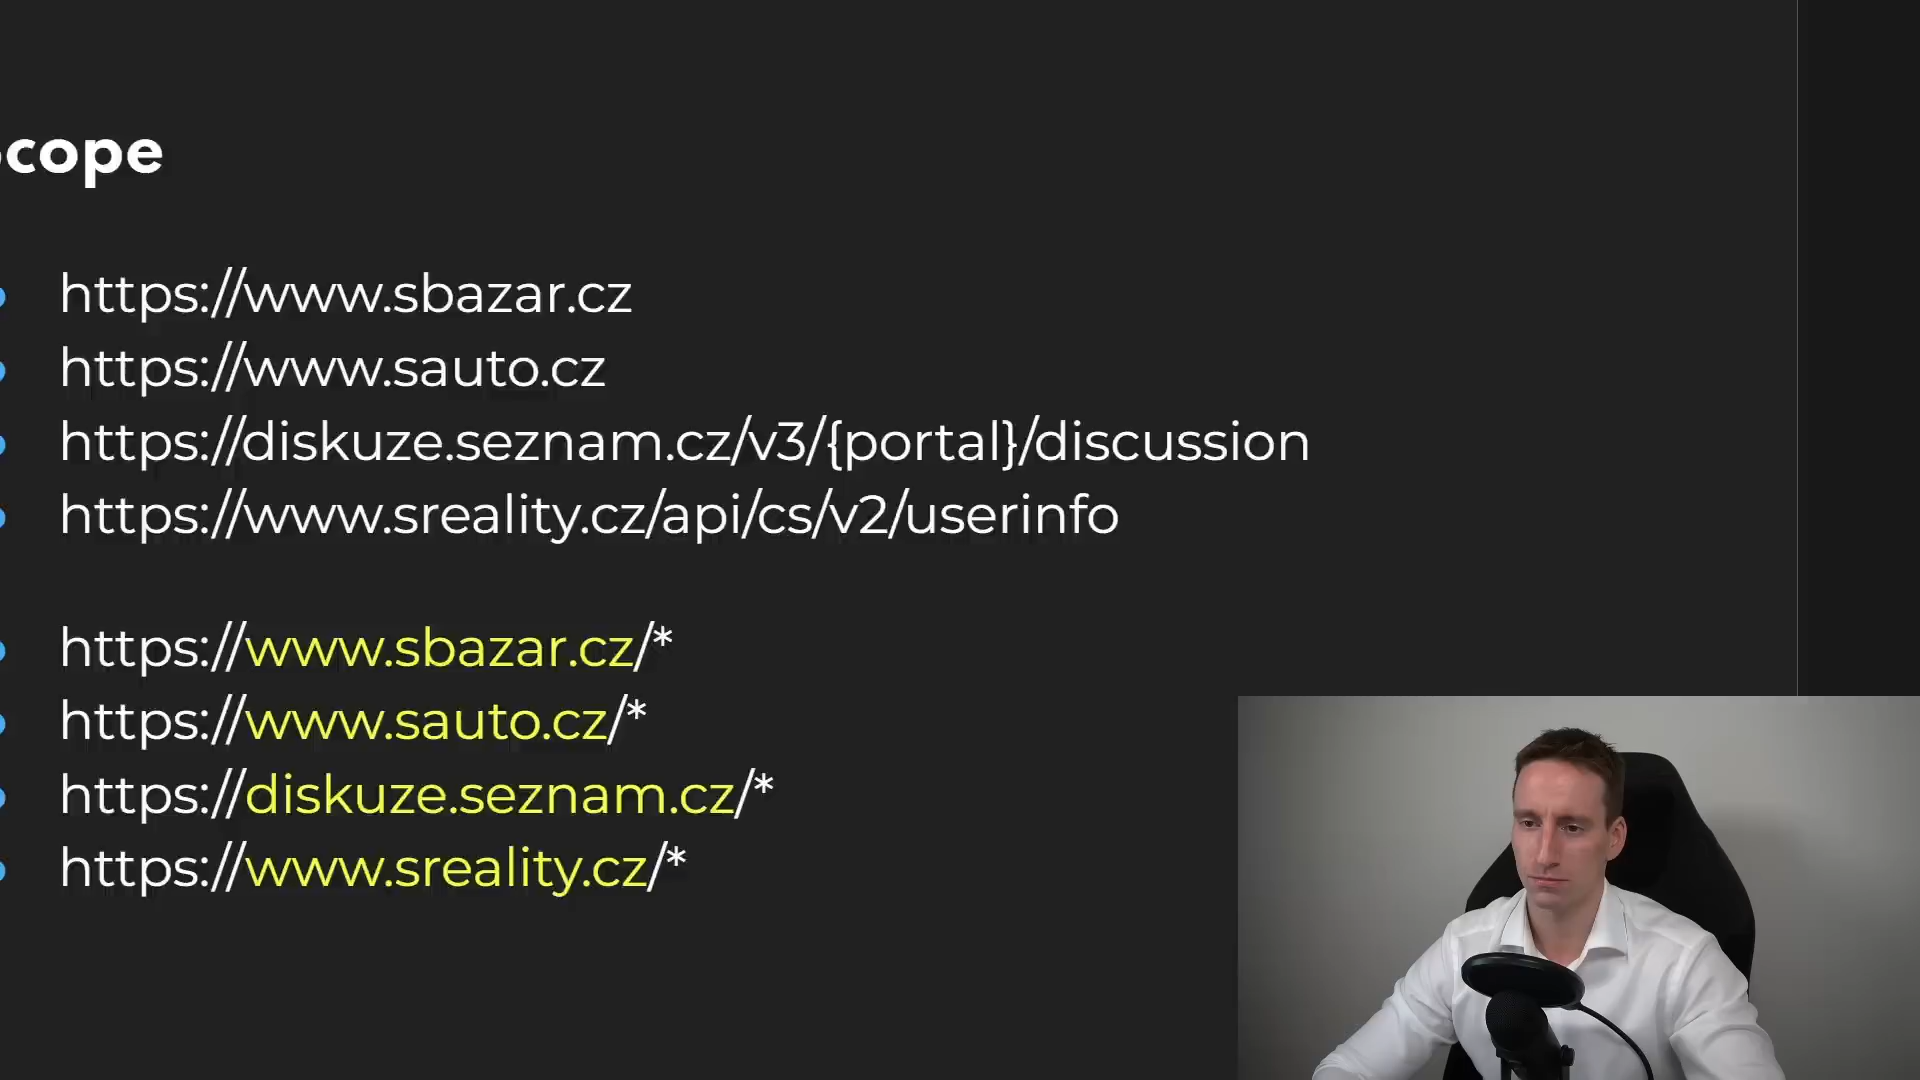 cope
https://www.sbazar.cz
https://www.sauto.cz
https://diskuze.seznam.cz/v3/{portal}/discussion
https://www.sreality.cz/api/cs/v2/userinfo
https://www.sbazar.cz/*
https://www.sauto.cz/*
https://diskuze.seznam.cz/*
https://www.sreality.cz/*